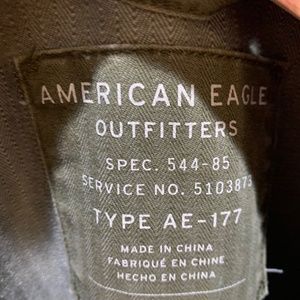 AMERICAN EAGLE
OUTFITTERS
SPEC. 544-85
SERVICE NO. 5103873
TYPE AE-177
MADE IN CHINA
FABRIQUÉ EN CHINE
HECHO EN CHINA